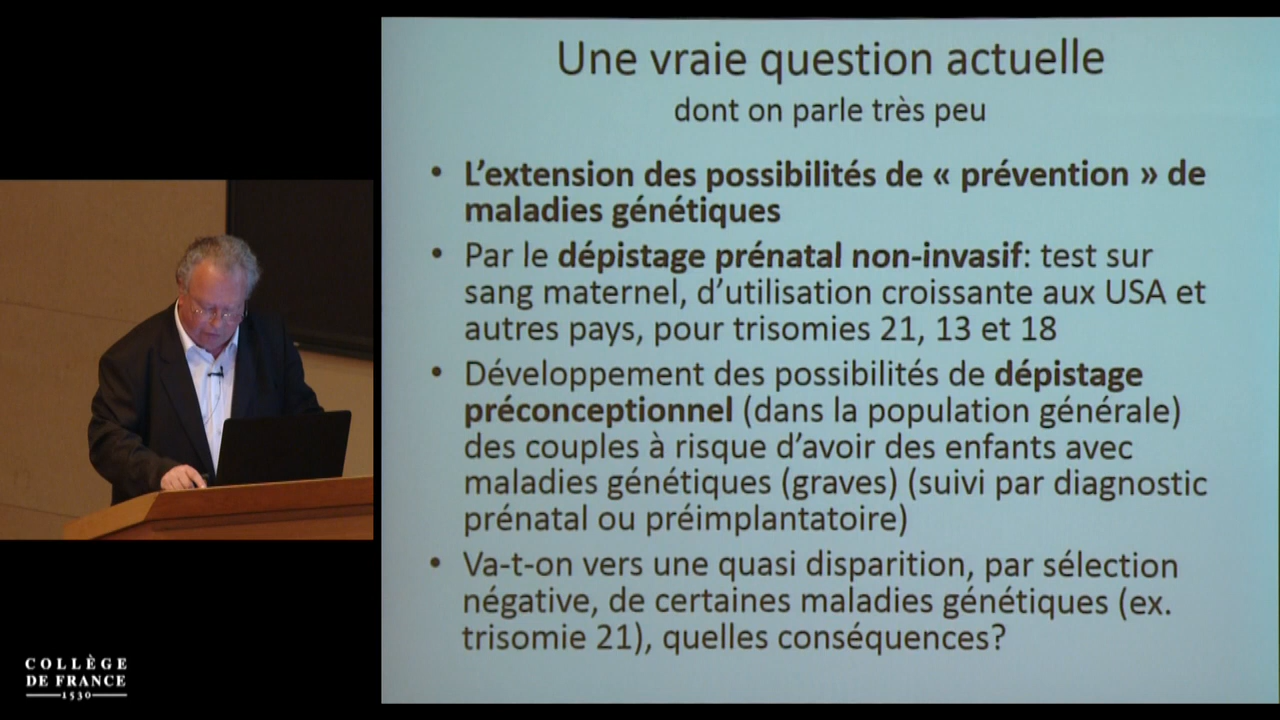 Une vraie question actuelle
dont on parle très peu
• L'extension des possibilités de « prévention » de
maladies génétiques
• Par le dépistage prénatal non-invasif: test sur
sang maternel, d'utilisation croissante aux USA et
autres pays, pour trisomies 21, 13 et 18
• Développement des possibilités de dépistage
préconceptionnel (dans la population générale)
des couples à risque d'avoir des enfants avec
maladies génétiques (graves) (suivi par diagnostic
prénatal ou préimplantatoire)
• Va-t-on vers une quasi disparition, par sélection
négative, de certaines maladies génétiques (ex.
trisomie 21), quelles conséquences?
COLLÈGE
DE FRANCE
1530